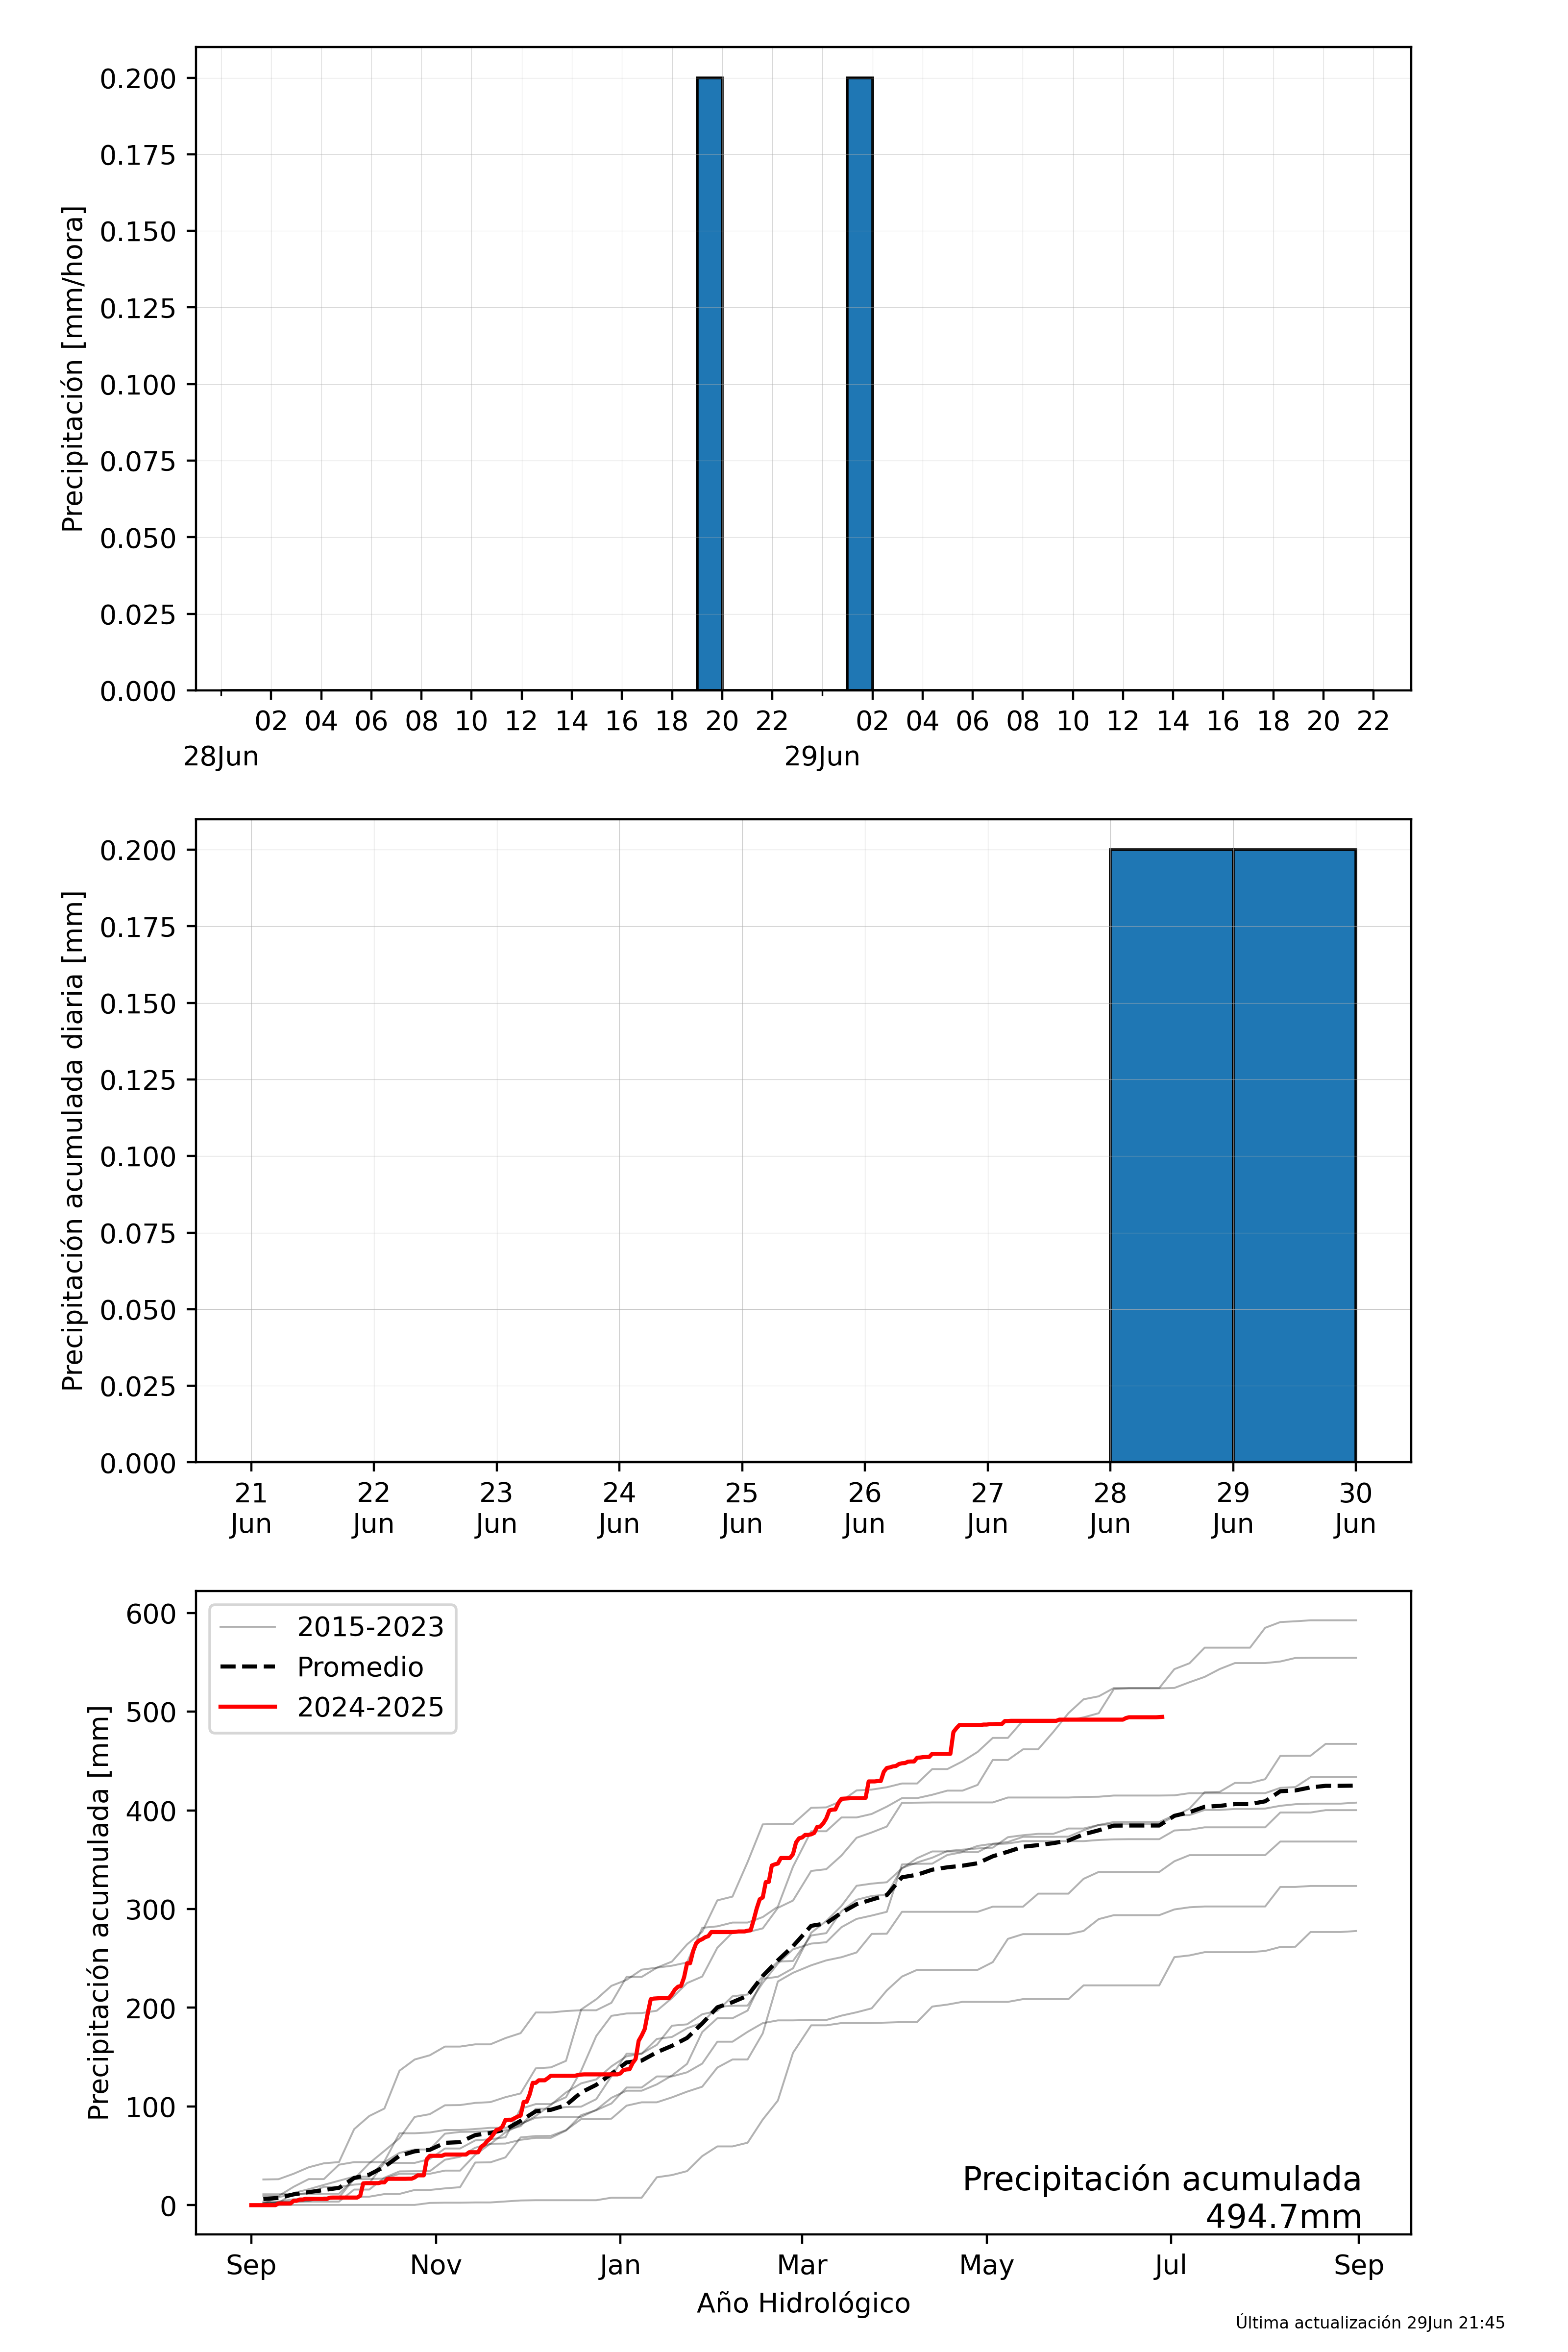 0.200
0.175
0.150
0.125
0.100
0.075
0.050
0.025
0.000
Precipitación [mm/hora]
02 04 06 08 10 12 14 16 18 20 22 02 04 06 08 10 12 14 16 18 20 22
28Jun 29Jun
0.200
0.175
0.150
0.125
0.100
0.075
0.050
0.025
0.000
Precipitación acumulada diaria [mm]
21 22 23 24 25 26 27 28 29 30
Jun Jun Jun Jun Jun Jun Jun Jun Jun Jun
600
500
400
300
200
100
0
Precipitación acumulada [mm]
2015-2023
Promedio
2024-2025
Precipitación acumulada
494.7mm
Sep Nov Jan Mar May Jul Sep
Año Hidrológico
Última actualización 29Jun 21:45